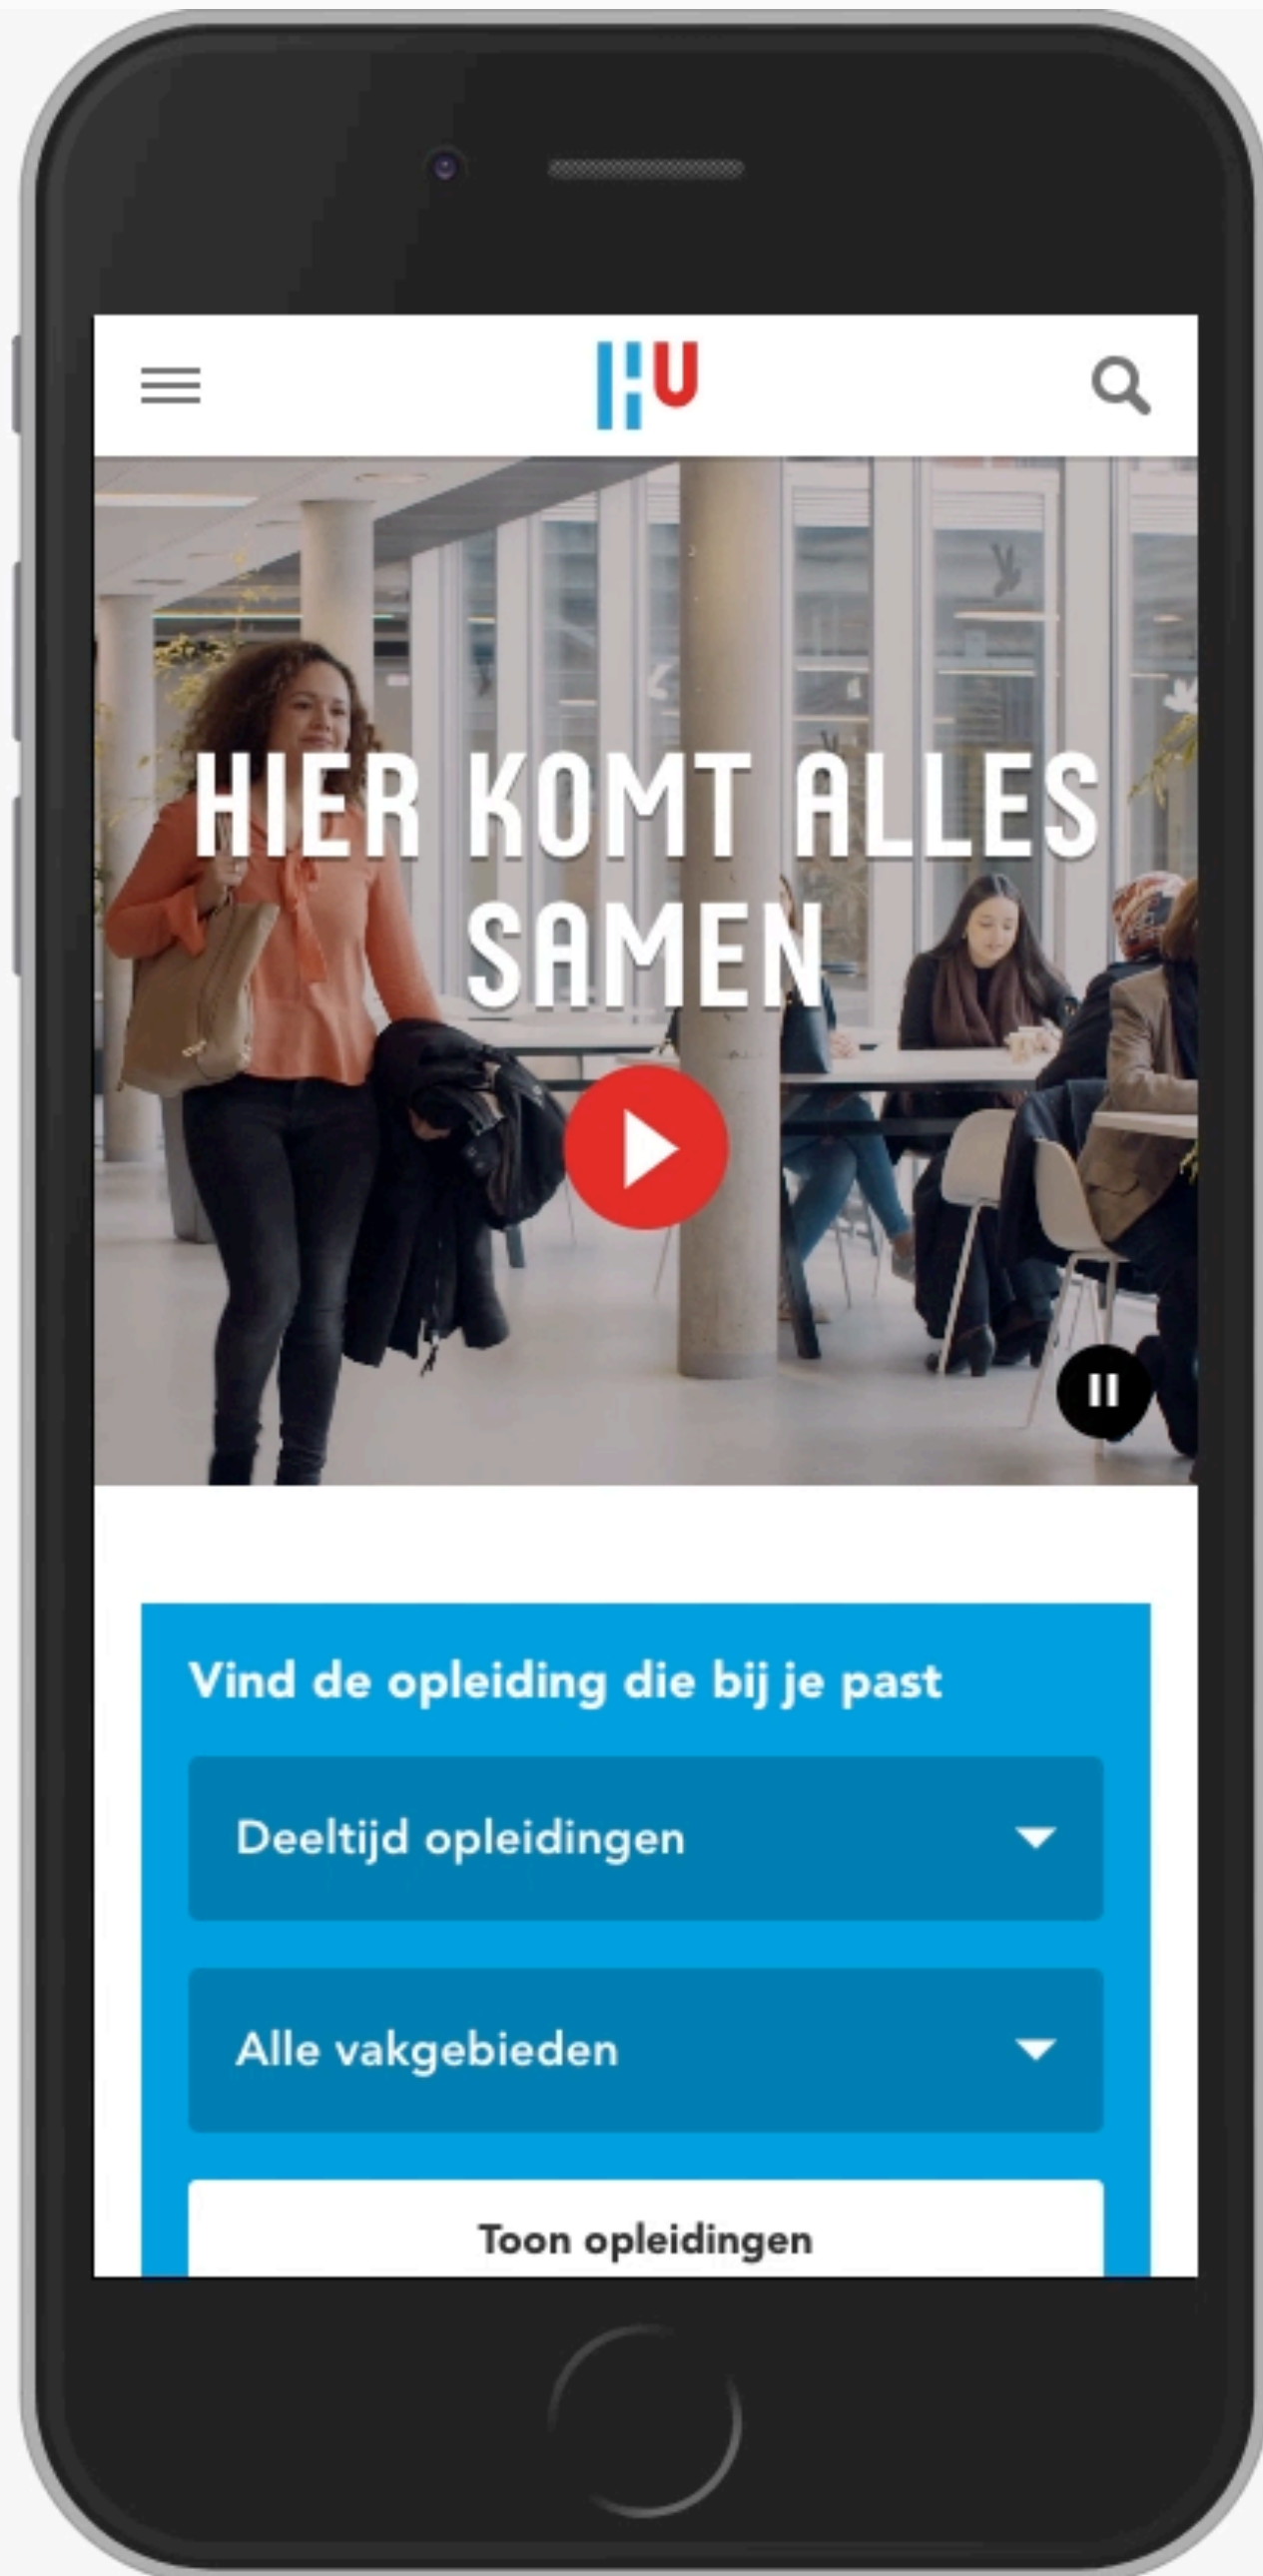 HU
HIER KOMT ALLES
SAMEN
Vind de opleiding die bij je past
Deeltijd opleidingen
Alle vakgebieden
Toon opleidingen